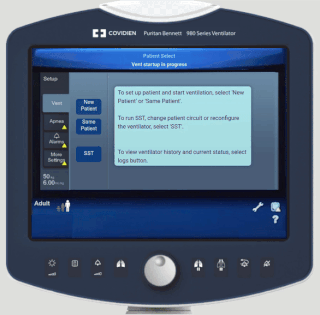 COVIDIEN Puritan Bennett 980 Series Ventilator
Patient Select
Vent startup in progress
Setup
Vent
New
Patient
To set up patient and start ventilation, select 'New
Patient' or 'Same Patient'.
Apnea
Same
Patient
To run SST, change patient circuit or reconfigure
the ventilator, select 'SST'.
Alarms
More
Settings
SST
To view ventilator history and current status, select
logs button.
50 kg
6.00
Adult
?